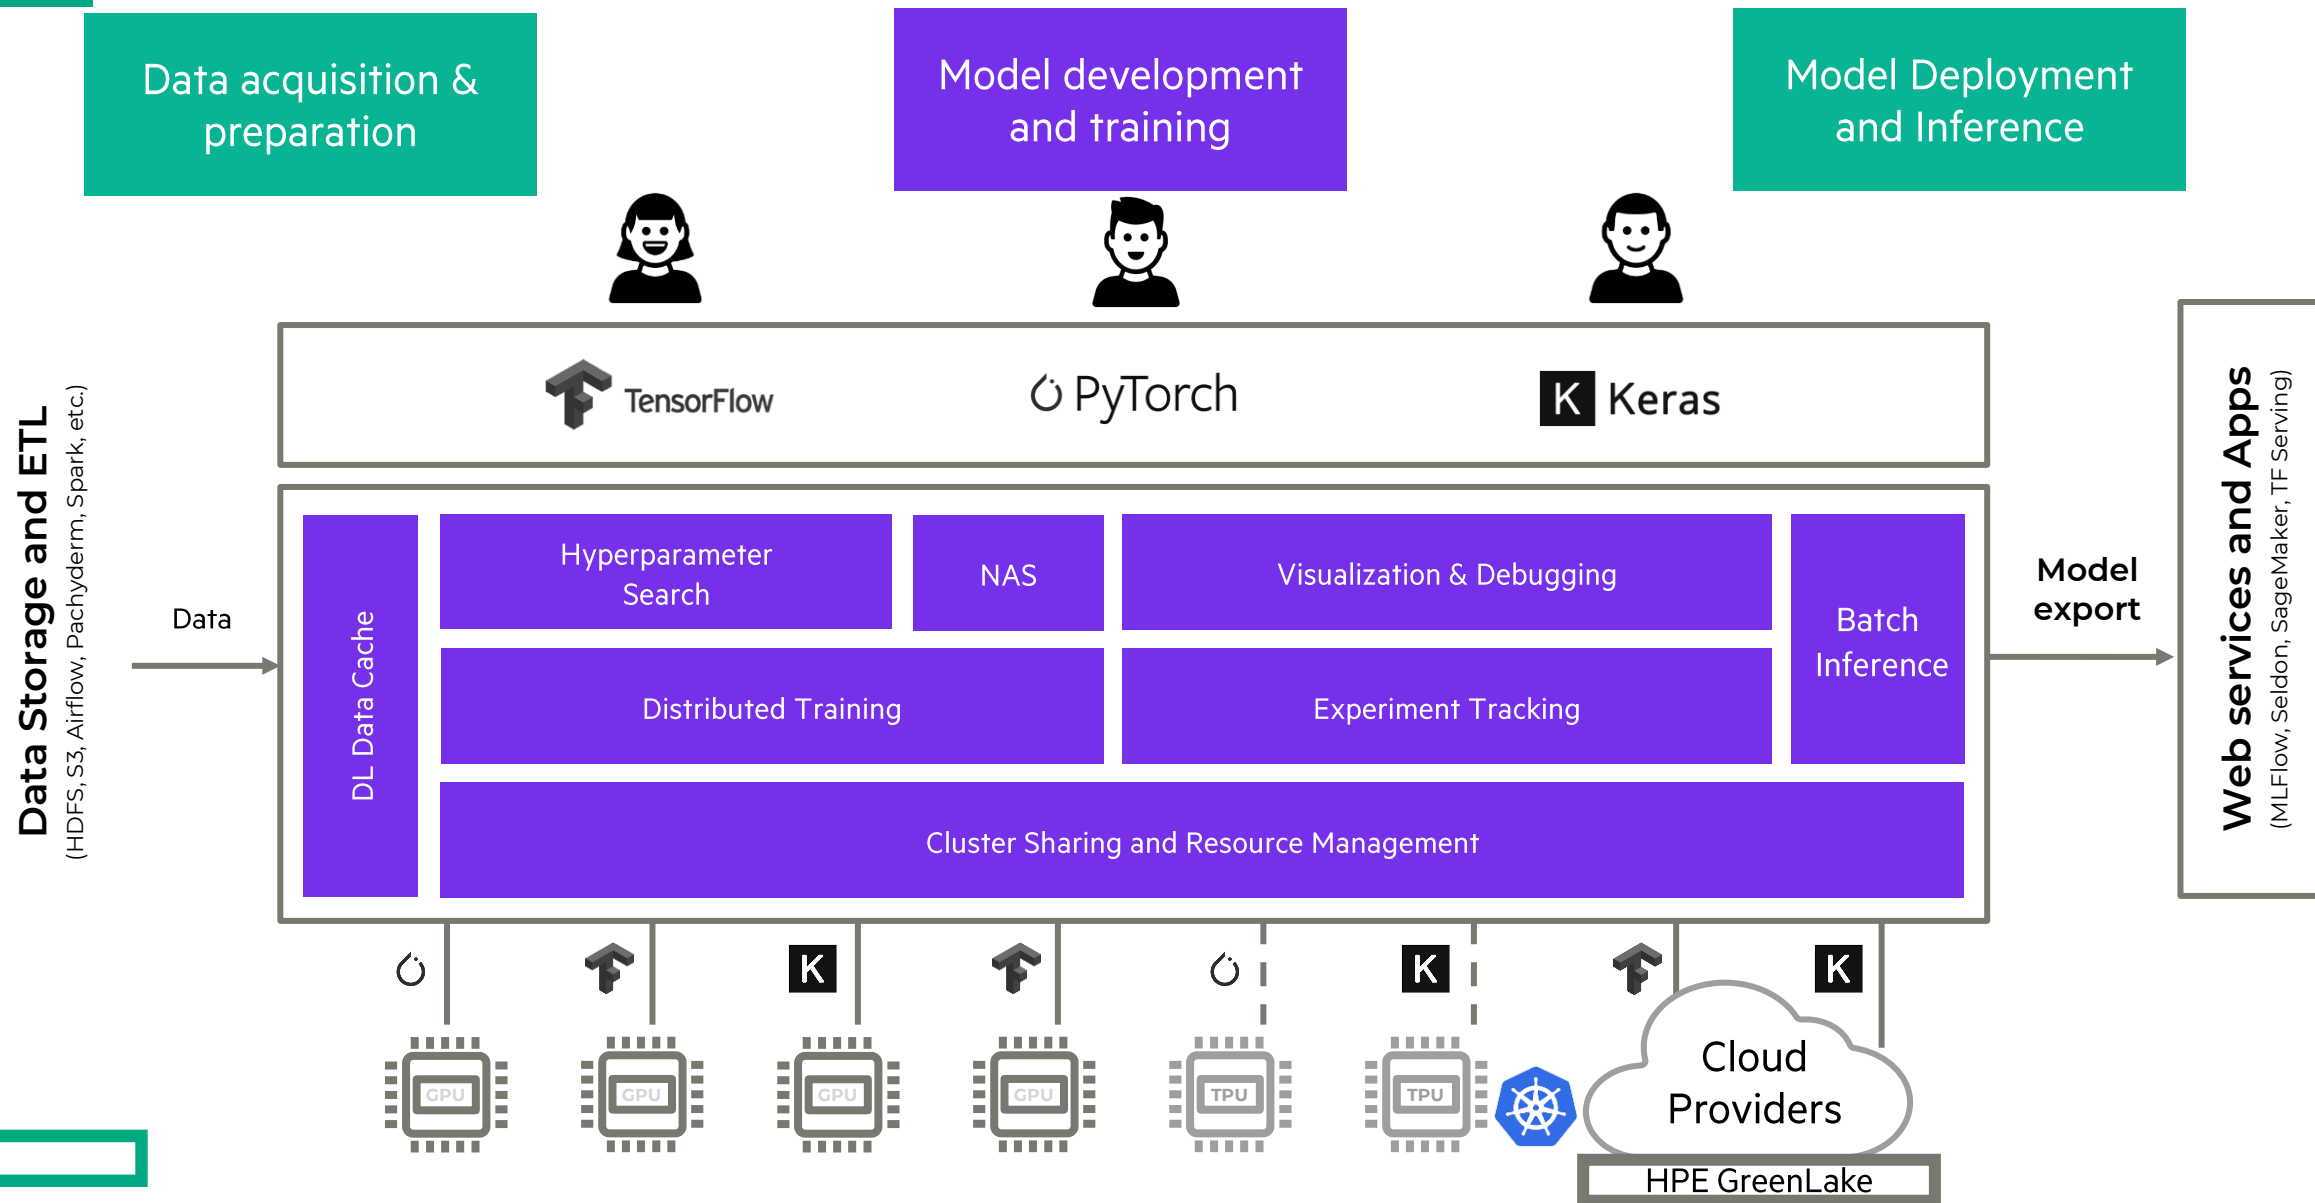 Data acquisition &
preparation
Model development
and training
Model Deployment
and Inference
Data Storage and ETL
(HDFS, S3, Airflow, Pachyderm, Spark, etc.)
Data
TensorFlow
PyTorch
K Keras
DL Data Cache
Hyperparameter
Search
NAS
Visualization & Debugging
Distributed Training
Experiment Tracking
Batch
Inference
Cluster Sharing and Resource Management
Model
export
Web services and Apps
(MLFlow, Seldon, SageMaker, TF Serving)
K
K
K
GPU
GPU
GPU
GPU
TPU
TPU
Cloud
Providers
HPE GreenLake